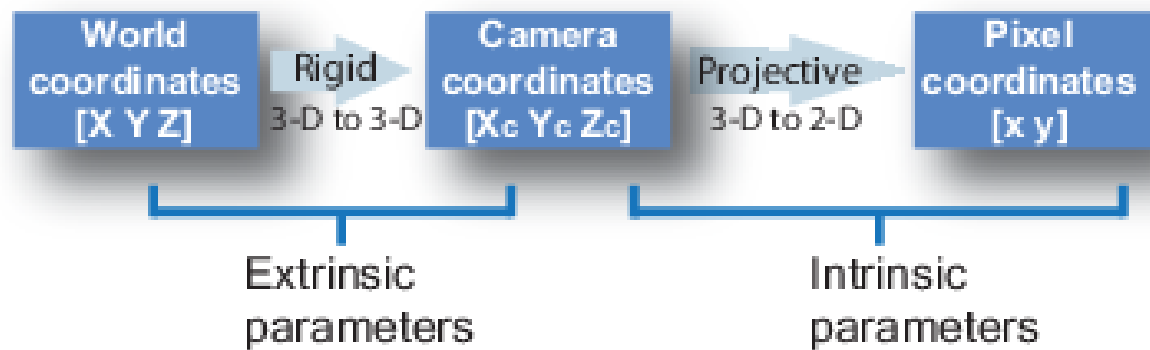 World
coordinates
[X Y Z]
Rigid
3-D to 3-D
Camera
coordinates
[Xc Yc Zc]
Projective
3-D to 2-D
Pixel
coordinates
[x y]
Extrinsic
parameters
Intrinsic
parameters